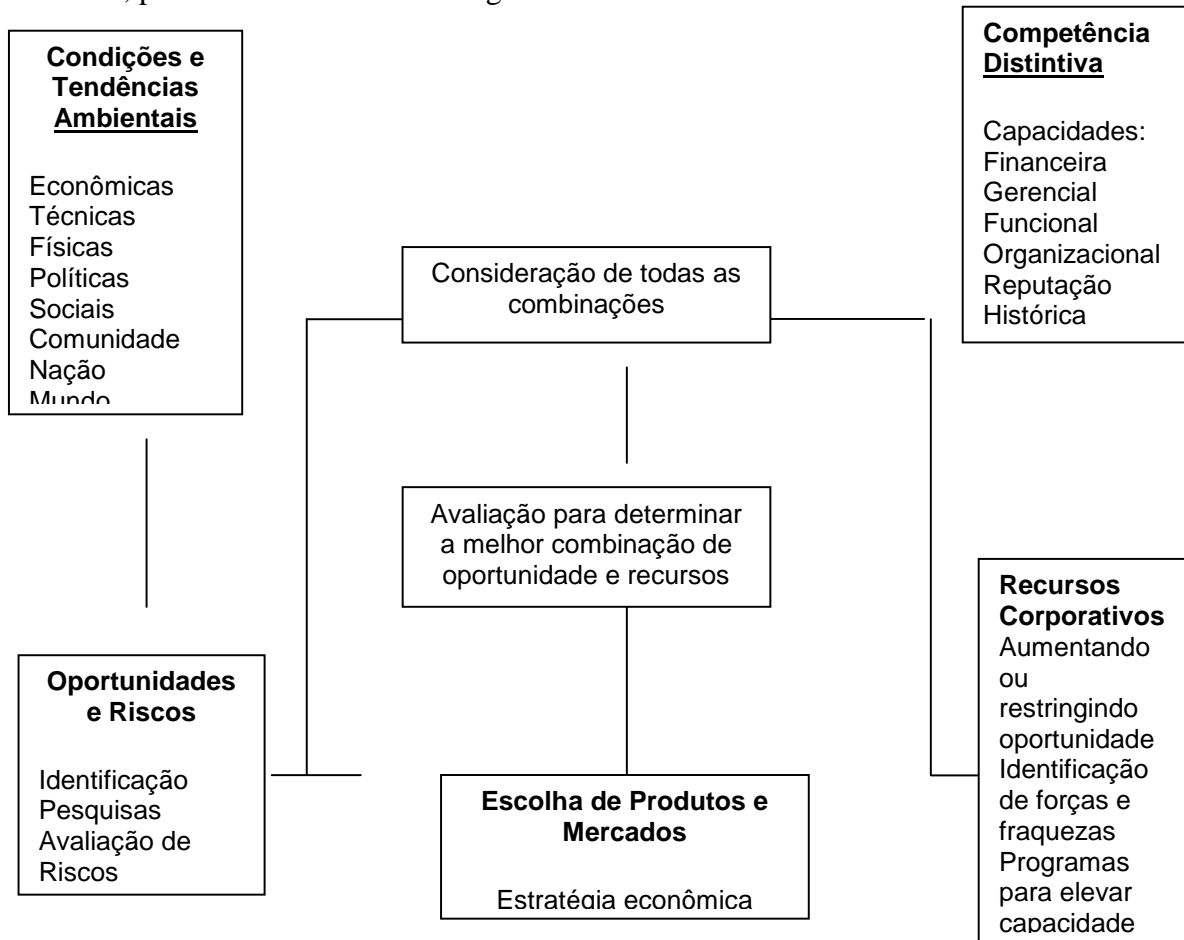 Condições e
Tendências
Ambientais
Econômicas
Técnicas
Físicas
Políticas
Sociais
Comunidade
Nação
Mundo
Competência
Distintiva
Capacidades:
Financeira
Gerencial
Funcional
Organizacional
Reputação
Histórica
Consideração de todas as
combinações
Avaliação para determinar
a melhor combinação de
oportunidade e recursos
Oportunidades
e Riscos
Identificação
Pesquisas
Avaliação de
Riscos
Escolha de Produtos e
Mercados
Estratégia econômica
Recursos
Corporativos
Aumentando
ou
restringindo
oportunidade
Identificação
de forças e
fraquezas
Programas
para elevar
capacidade